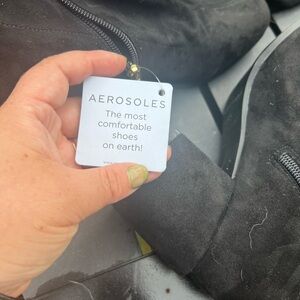 AEROSOLES
The most
comfortable
shoes
on earth!